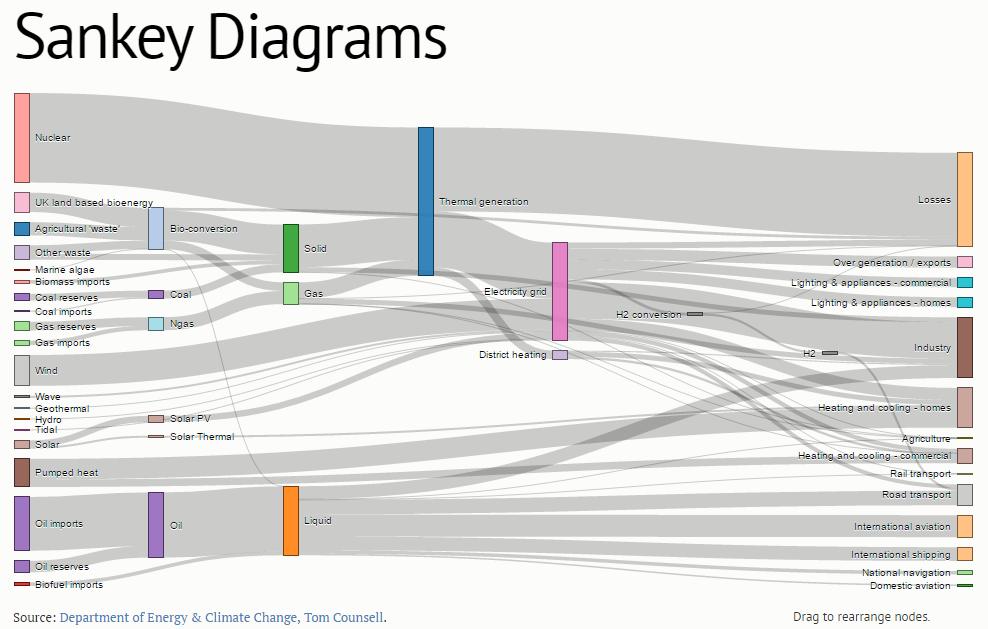 Sankey Diagrams
Nuclear
UK land based bioenergy
Agricultural 'waste'
Other waste
Marine algae
Biomass imports
Coal reserves
Coal imports
Gas reserves
Gas imports
Wind
Wave
Geothermal
Hydro
Tidal
Solar
Pumped heat
Oil imports
Oil reserves
Biofuel imports
Bio-conversion
Coal
Ngas
Solar PV
Solar Thermal
Oil
Solid
Gas
Liquid
Thermal generation
Electricity grid
District heating
H2 conversion
H2
Losses
Over generation / exports
Lighting & appliances - commercial
Lighting & appliances - homes
Industry
Heating and cooling - homes
Agriculture
Heating and cooling - commercial
Rail transport
Road transport
International aviation
International shipping
National navigation
Domestic aviation
Source: Department of Energy & Climate Change, Tom Counsell.
Drag to rearrange nodes.